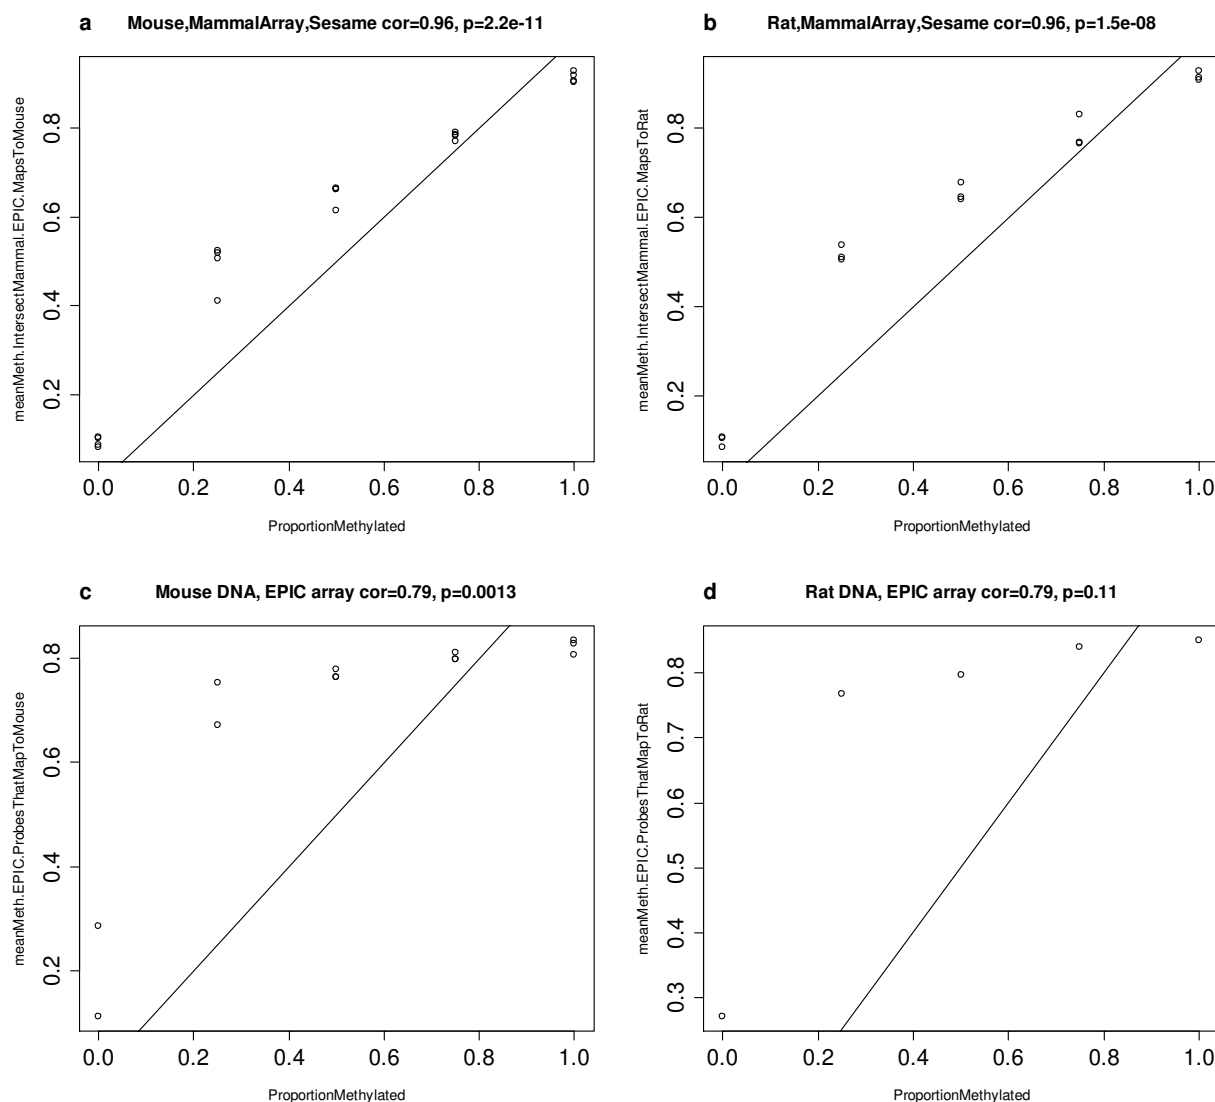 a Mouse,MammalArray,Sesame cor=0.96, p=2.2e-11
meanMeth.IntersectMammal.EPIC.MapsToMouse
0.8
0.6
0.4
0.2
0.0 0.2 0.4 0.6 0.8 1.0
ProportionMethylated
b Rat,MammalArray,Sesame cor=0.96, p=1.5e-08
meanMeth.IntersectMammal.EPIC.MapsToRat
0.8
0.6
0.4
0.2
0.0 0.2 0.4 0.6 0.8 1.0
ProportionMethylated
c Mouse DNA, EPIC array cor=0.79, p=0.0013
meanMeth.EPIC.ProbesThatMapToMouse
0.8
0.6
0.4
0.2
0.0 0.2 0.4 0.6 0.8 1.0
ProportionMethylated
d Rat DNA, EPIC array cor=0.79, p=0.11
meanMeth.EPIC.ProbesThatMapToRat
0.8
0.7
0.6
0.5
0.4
0.3
0.0 0.2 0.4 0.6 0.8 1.0
ProportionMethylated